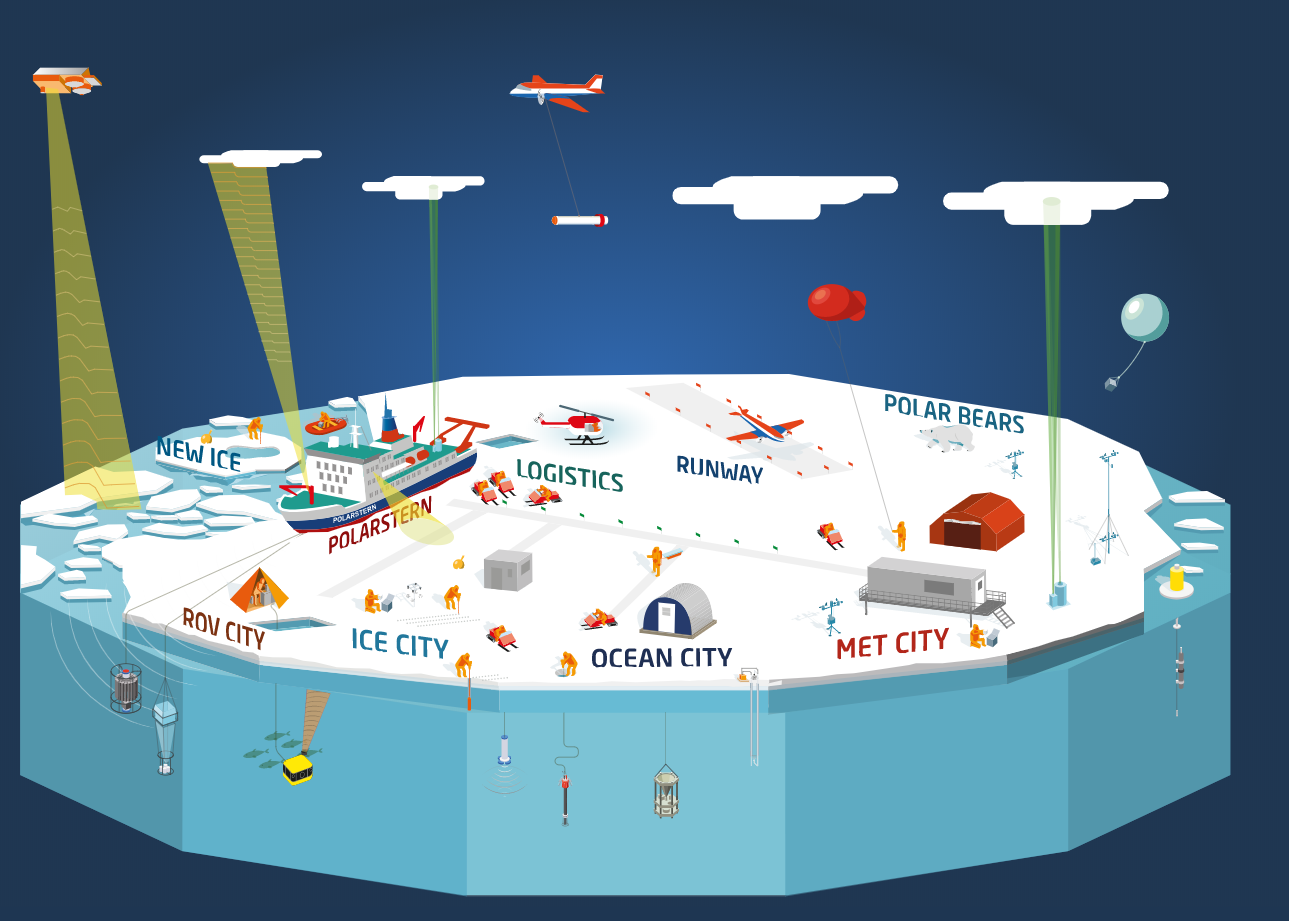 POLAR BEARS
NEW ICE
LOGISTICS
RUNWAY
POLARSTERN
POLARSTERN
ROV CITY
ICE CITY
OCEAN CITY
MET CITY